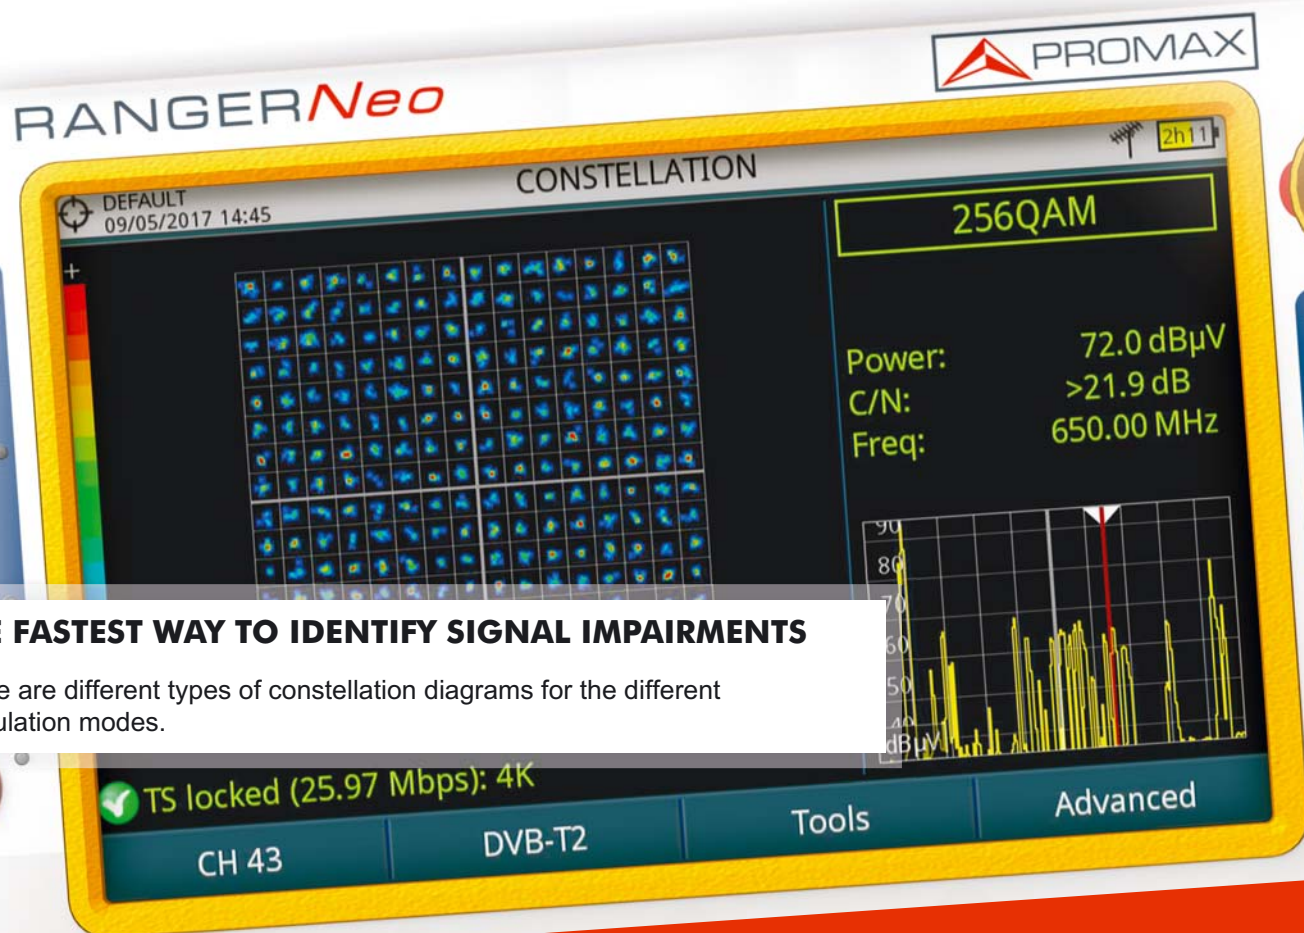 RANGERNeo
PROMAX
DEFAULT
09/05/2017 14:45
CONSTELLATION
2h11
+
256QAM
Power: 72.0 dBµV
C/N: >21.9 dB
Freq: 650.00 MHz
90
80
70
60
50
40
dBµV
E FASTEST WAY TO IDENTIFY SIGNAL IMPAIRMENTS
e are different types of constellation diagrams for the different
ulation modes.
TS locked (25.97 Mbps): 4K
CH 43
DVB-T2
Tools
Advanced